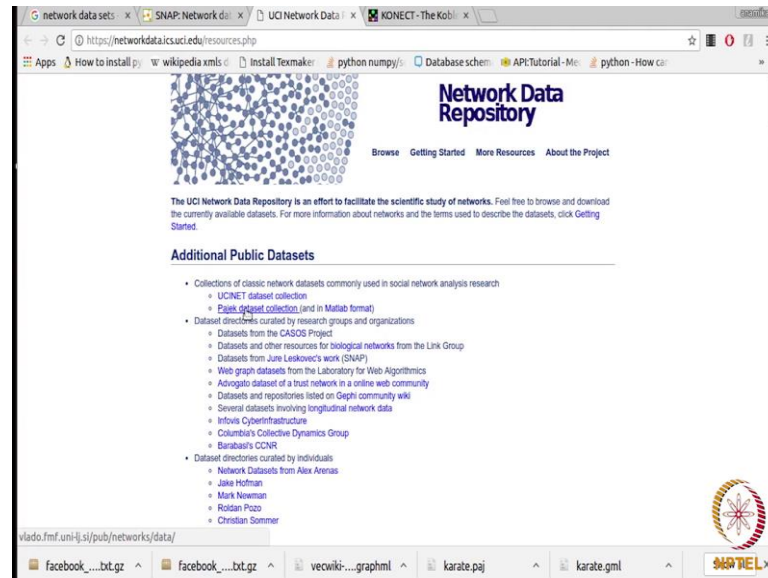 network data sets
SNAP: Network dat
UCI Network Data R
KONECT - The Kobl
https://networkdata.ics.uci.edu/resources.php
Apps How to install py wikipedia xmls d Install Texmaker python numpy/s Database schem API:Tutorial - Me python - How ca »
Network Data
Repository
Browse Getting Started More Resources About the Project
The UCI Network Data Repository is an effort to facilitate the scientific study of networks. Feel free to browse and download
the currently available datasets. For more information about networks and the terms used to describe the datasets, click Getting
Started.
Additional Public Datasets
• Collections of classic network datasets commonly used in social network analysis research
UCINET dataset collection
Pajek dataset collection (and in Matlab format)
• Dataset directories curated by research groups and organizations
Datasets from the CASOS Project
Datasets and other resources for biological networks from the Link Group
Datasets from Jure Leskovec's work (SNAP)
Web graph datasets from the Laboratory for Web Algorithmics
Advogato dataset of a trust network in a online web community
Datasets and repositories listed on Gephi community wiki
Several datasets involving longitudinal network data
Infovis CyberInfrastructure
Columbia's Collective Dynamics Group
Barabasi's CCNR
• Dataset directories curated by individuals
Network Datasets from Alex Arenas
Jake Hofman
Mark Newman
Roldan Pozo
Christian Sommer
vlado.fmf.uni-lj.si/pub/networks/data/
facebook_....txt.gz facebook_....txt.gz vecwiki-....graphml karate.paj karate.gml
NPTEL